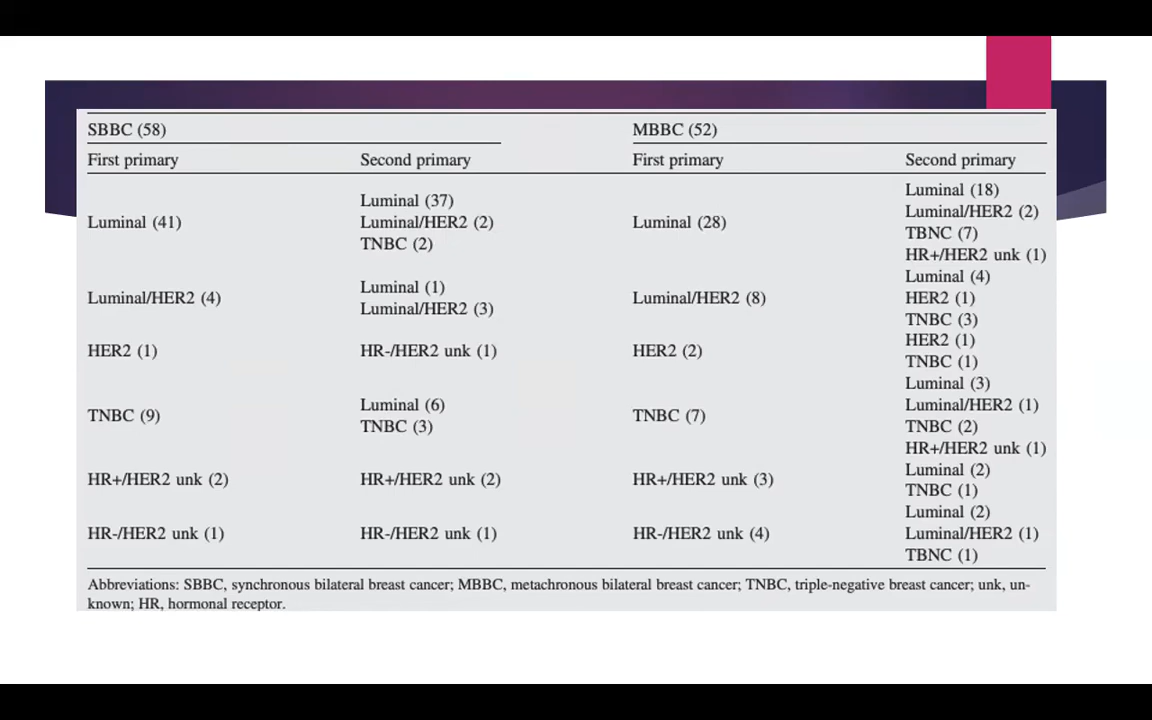 SBBC (58) MBBC (52)
First primary Second primary First primary Second primary
Luminal (41) Luminal (37) Luminal (28) Luminal (18)
Luminal/HER2 (2) Luminal/HER2 (2)
TNBC (2) TBNC (7)
HR+/HER2 unk (1)
Luminal/HER2 (4) Luminal (1) Luminal/HER2 (8) Luminal (4)
Luminal/HER2 (3) HER2 (1)
TNBC (3)
HER2 (1) HR-/HER2 unk (1) HER2 (2) HER2 (1)
TNBC (1)
TNBC (9) Luminal (6) TNBC (7) Luminal (3)
TNBC (3) Luminal/HER2 (1)
TNBC (2)
HR+/HER2 unk (1)
HR+/HER2 unk (2) HR+/HER2 unk (2) HR+/HER2 unk (3) Luminal (2)
TNBC (1)
HR-/HER2 unk (1) HR-/HER2 unk (1) HR-/HER2 unk (4) Luminal (2)
Luminal/HER2 (1)
TBNC (1)
Abbreviations: SBBC, synchronous bilateral breast cancer; MBBC, metachronous bilateral breast cancer; TNBC, triple-negative breast cancer; unk, un-
known; HR, hormonal receptor.